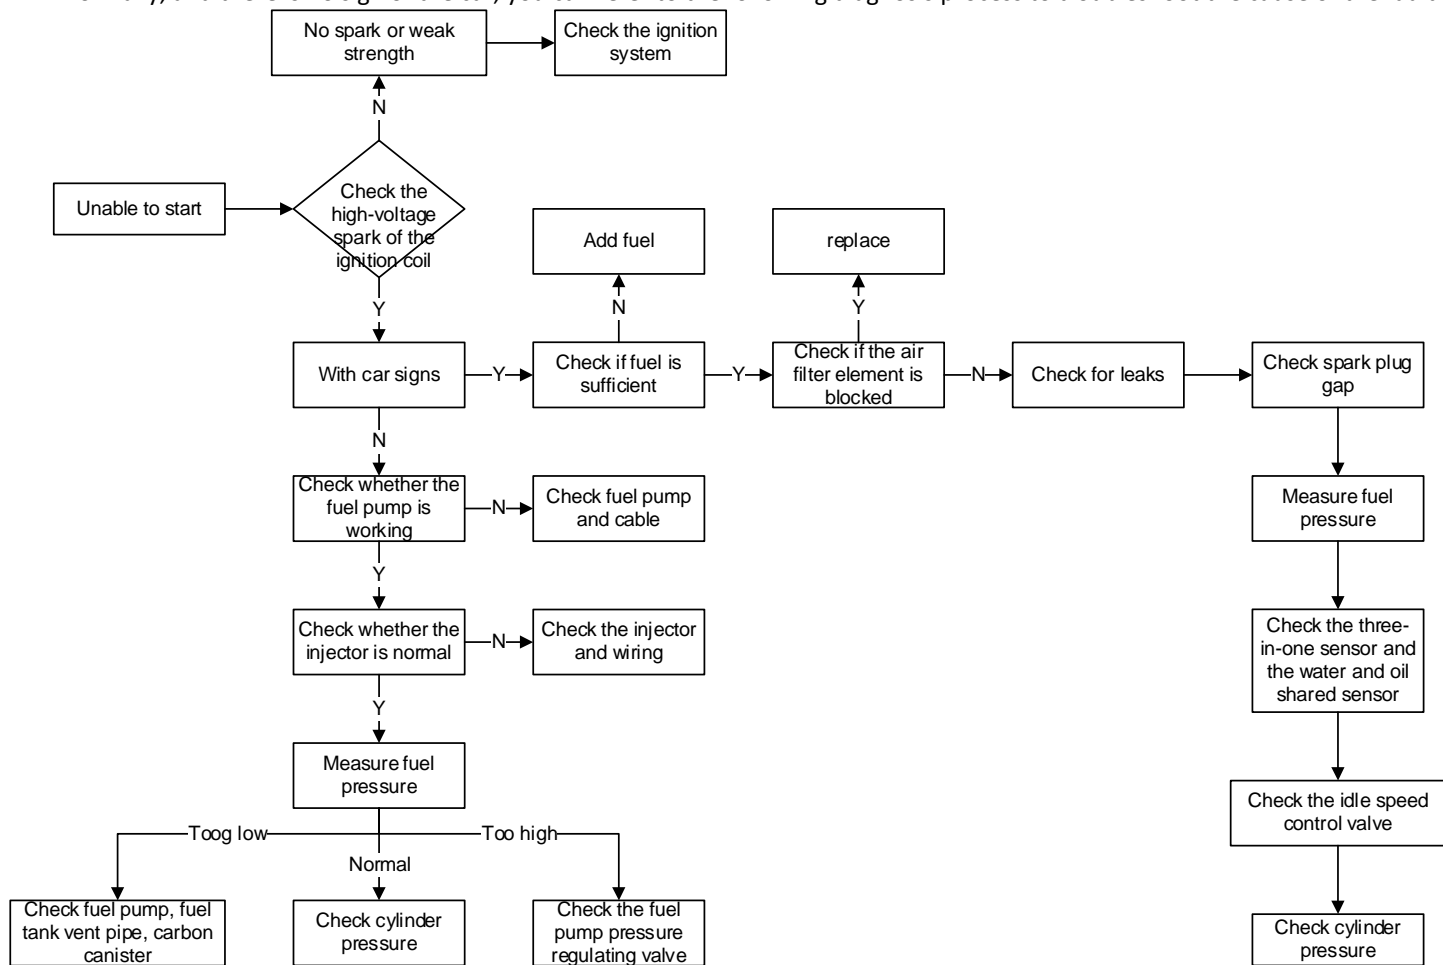 No spark or weak
strength
Check the ignition
system
N
Unable to start
Check the
high-voltage
spark of the
ignition coil
Add fuel
replace
Y
N
Y
With car signs
Y
Check if fuel is
sufficient
Y
Check if the air
filter element is
blocked
N
Check for leaks
Check spark plug
gap
N
Check whether the
fuel pump is
working
N
Check fuel pump
and cable
Measure fuel
pressure
Y
Check whether the
injector is normal
N
Check the injector
and wiring
Check the three-
in-one sensor and
the water and oil
shared sensor
Y
Measure fuel
pressure
Check the idle speed
control valve
Toog low
Too high
Normal
Check fuel pump, fuel
tank vent pipe, carbon
canister
Check cylinder
pressure
Check the fuel
pump pressure
regulating valve
Check cylinder
pressure